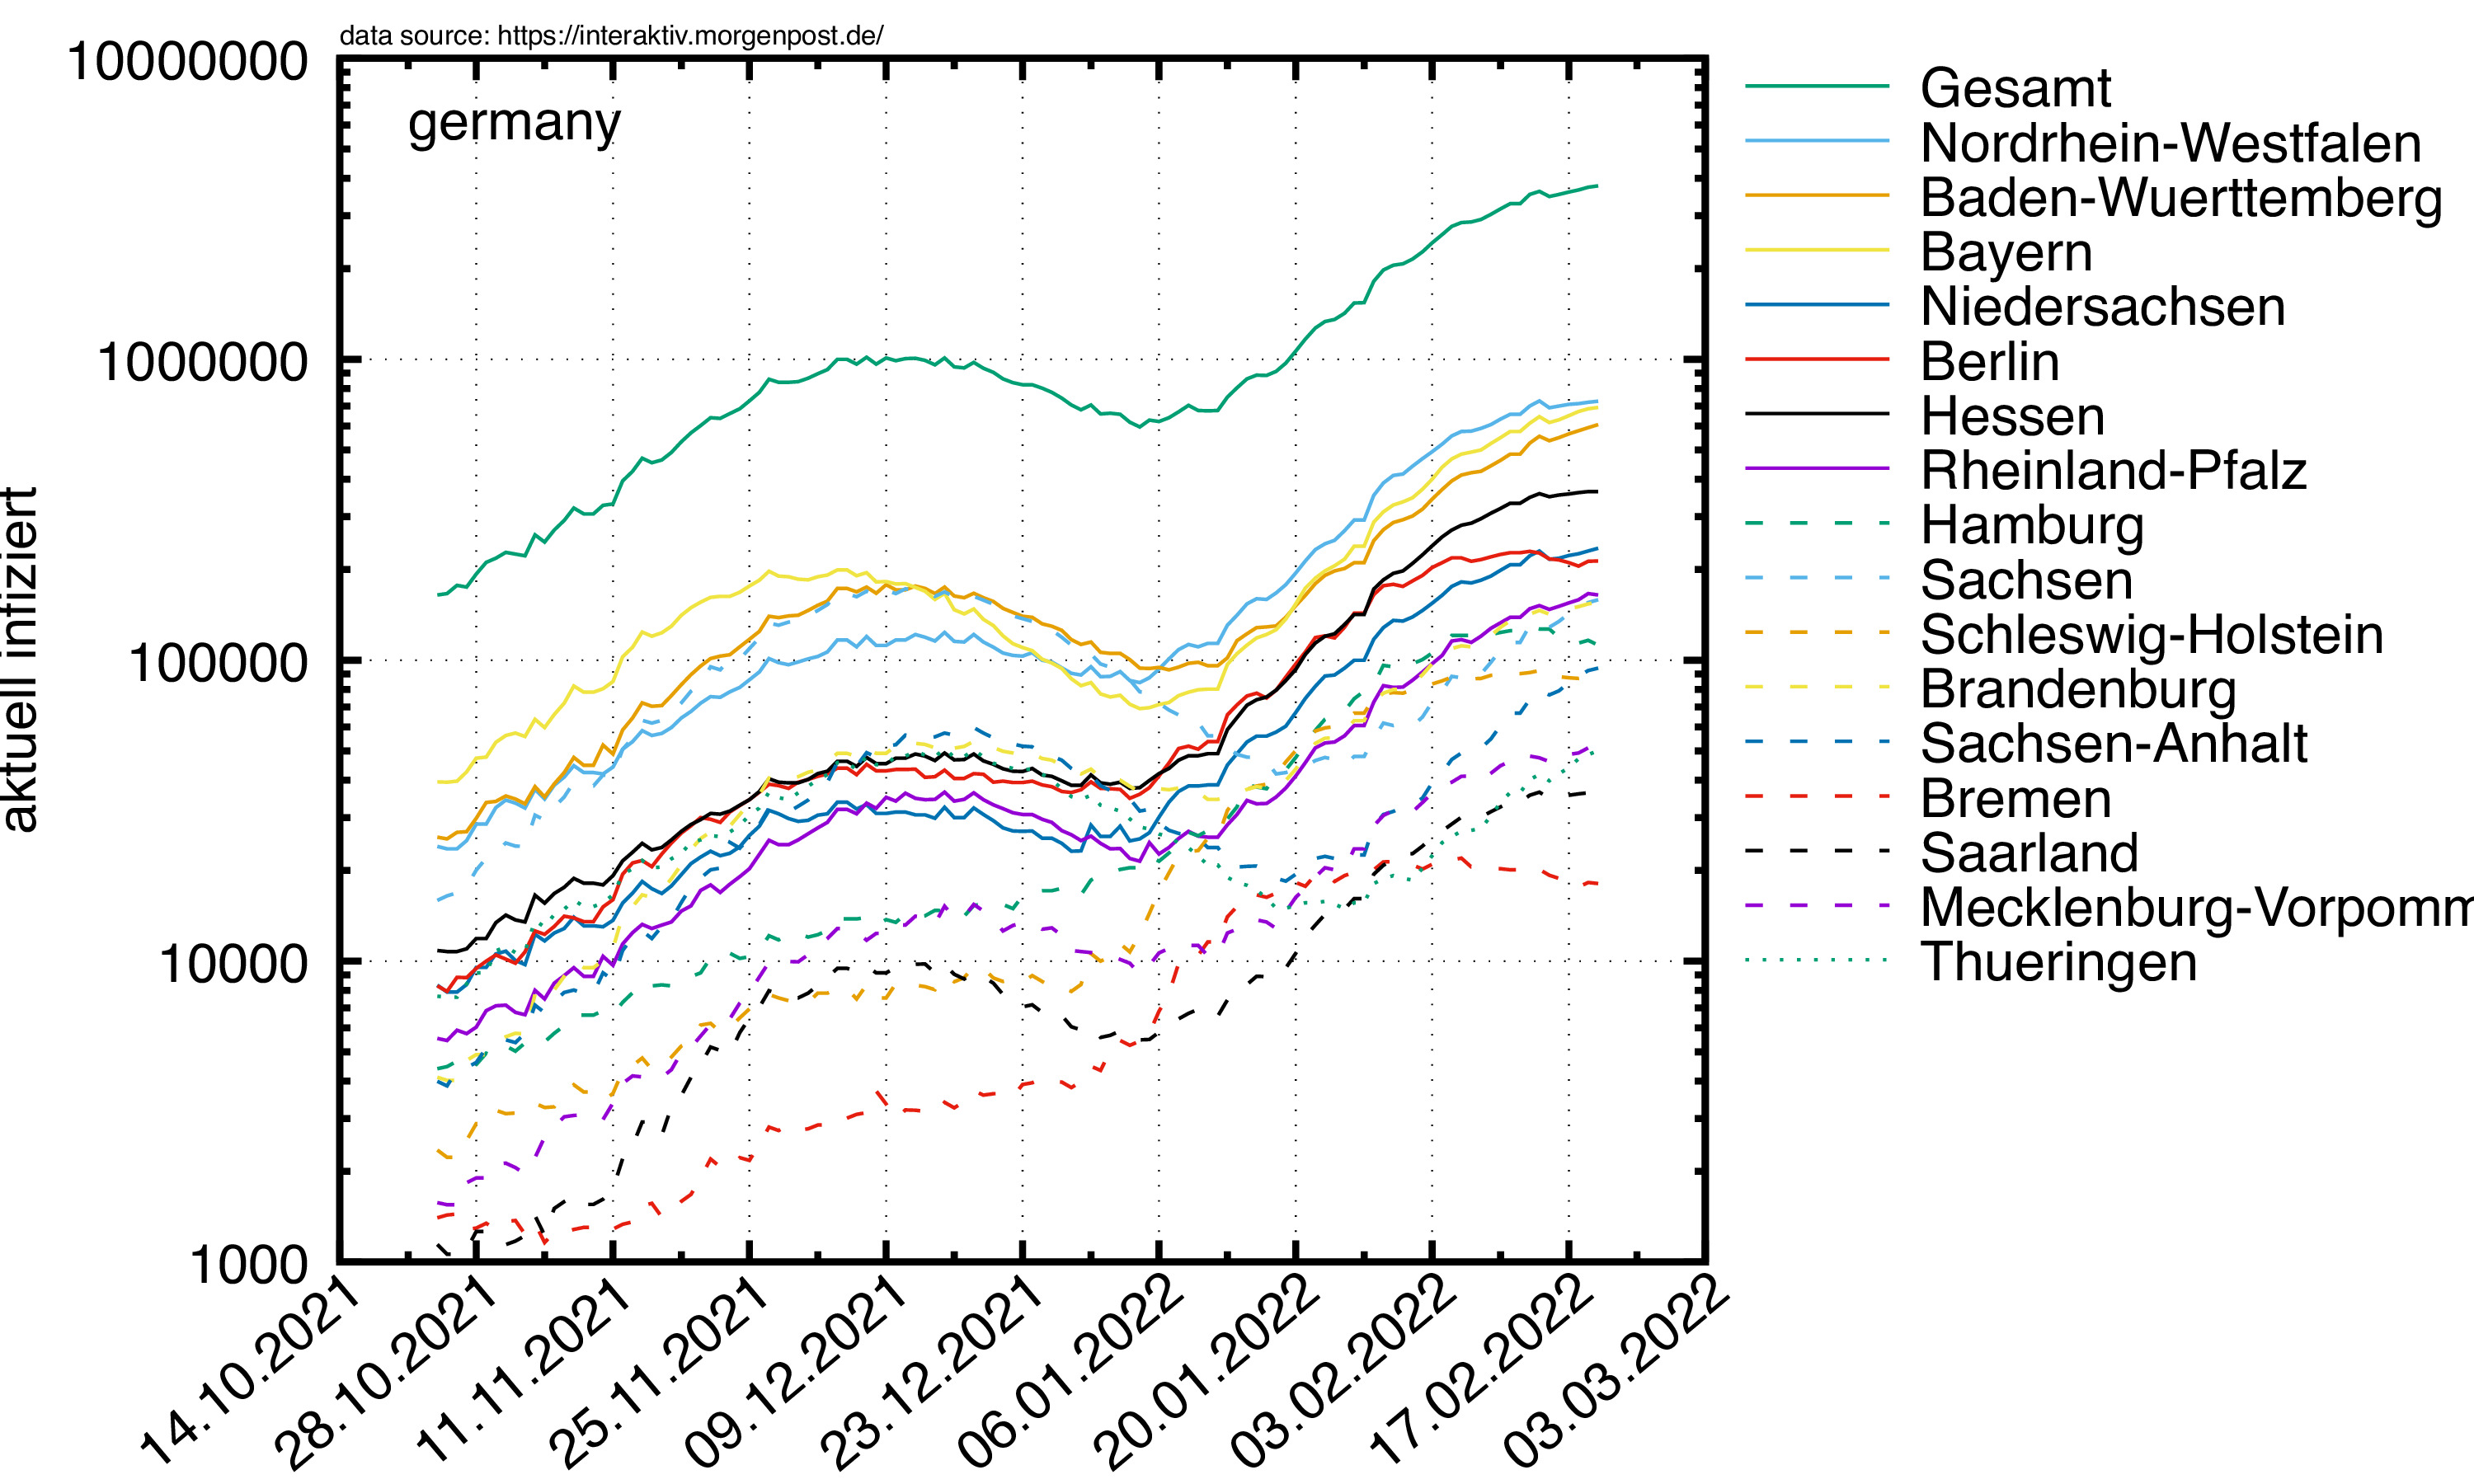 data source: https://interaktiv.morgenpost.de/
10000000
1000000
100000
10000
1000
aktuell infiziert
germany
14.10.2021
28.10.2021
11.11.2021
25.11.2021
09.12.2021
23.12.2021
06.01.2022
20.01.2022
03.02.2022
17.02.2022
03.03.2022
Gesamt
Nordrhein-Westfalen
Baden-Wuerttemberg
Bayern
Niedersachsen
Berlin
Hessen
Rheinland-Pfalz
Hamburg
Sachsen
Schleswig-Holstein
Brandenburg
Sachsen-Anhalt
Bremen
Saarland
Mecklenburg-Vorpomm
Thueringen